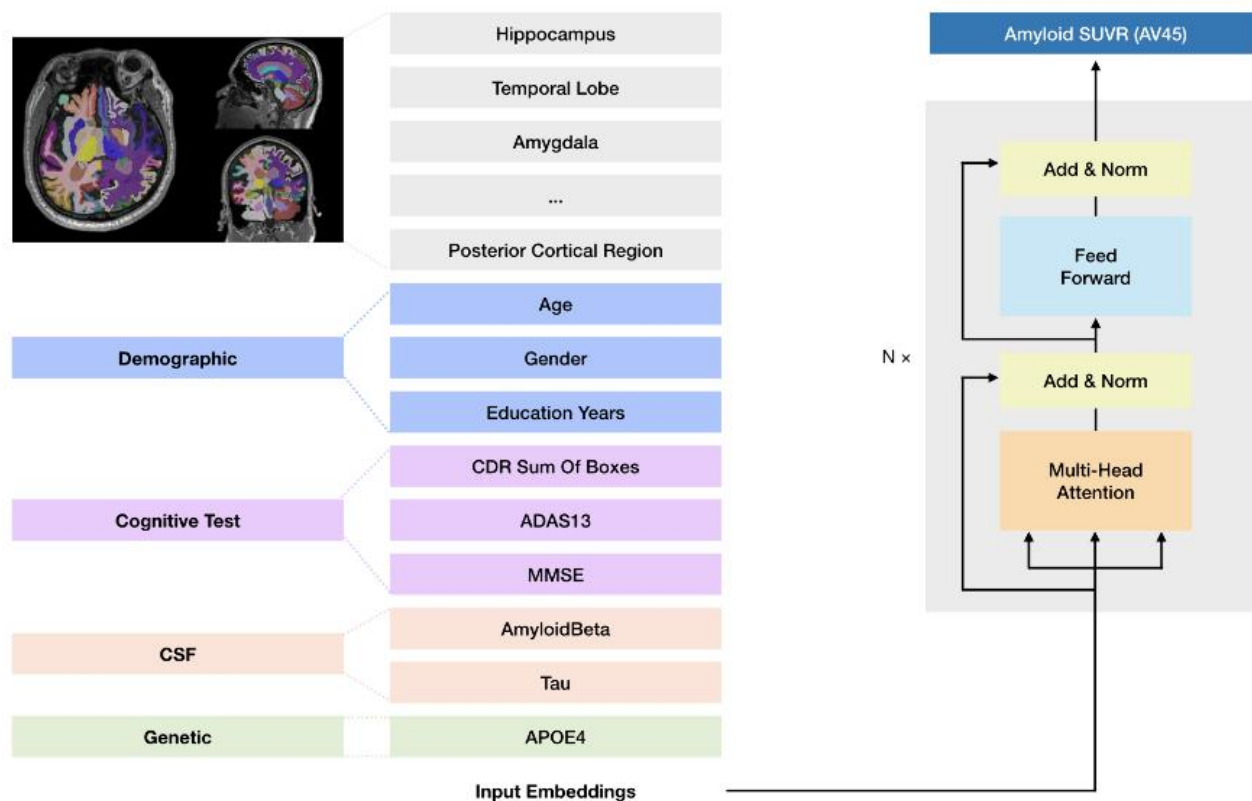 Hippocampus
Temporal Lobe
Amygdala
...
Posterior Cortical Region
Demographic
Age
Gender
Education Years
Cognitive Test
CDR Sum Of Boxes
ADAS13
MMSE
CSF
AmyloidBeta
Tau
Genetic
APOE4
Input Embeddings
Amyloid SUVR (AV45)
Add & Norm
Feed
Forward
N ×
Add & Norm
Multi-Head
Attention